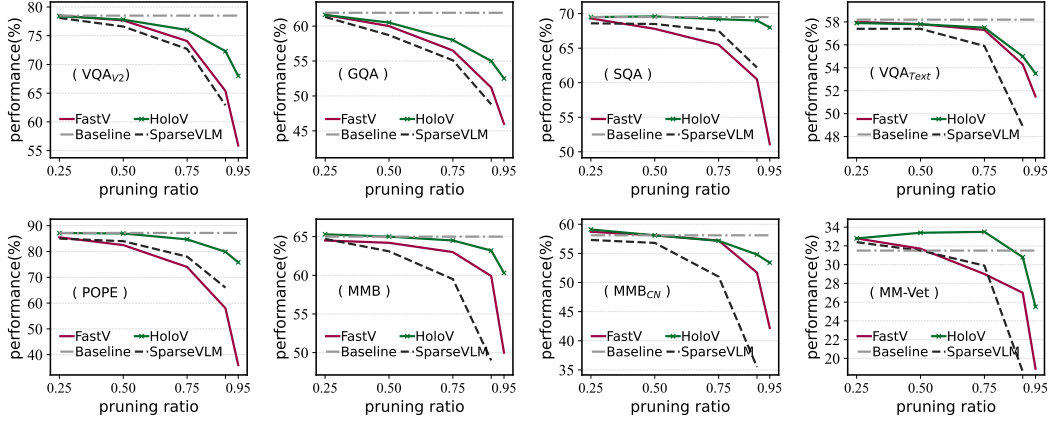 performance(%)
80
75
70
65
60
55
( VQA_V2 )
FastV
HoloV
Baseline
SparseVLM
0.25
0.50
0.75
0.95
pruning ratio
performance(%)
60
55
50
45
( GQA )
FastV
HoloV
Baseline
SparseVLM
0.25
0.50
0.75
0.95
pruning ratio
performance(%)
70
65
60
55
50
( SQA )
FastV
HoloV
Baseline
SparseVLM
0.25
0.50
0.75
0.95
pruning ratio
performance(%)
58
56
54
52
50
48
( VQA_Text )
FastV
HoloV
Baseline
SparseVLM
0.25
0.50
0.75
0.95
pruning ratio
performance(%)
90
80
70
60
50
40
( POPE )
FastV
HoloV
Baseline
SparseVLM
0.25
0.50
0.75
0.95
pruning ratio
performance(%)
65
60
55
50
( MMB )
FastV
HoloV
Baseline
SparseVLM
0.25
0.50
0.75
0.95
pruning ratio
performance(%)
60
55
50
45
40
35
( MMB_CN )
FastV
HoloV
Baseline
SparseVLM
0.25
0.50
0.75
0.95
pruning ratio
performance(%)
34
32
30
28
26
24
22
20
( MM-Vet )
FastV
HoloV
Baseline
SparseVLM
0.25
0.50
0.75
0.95
pruning ratio